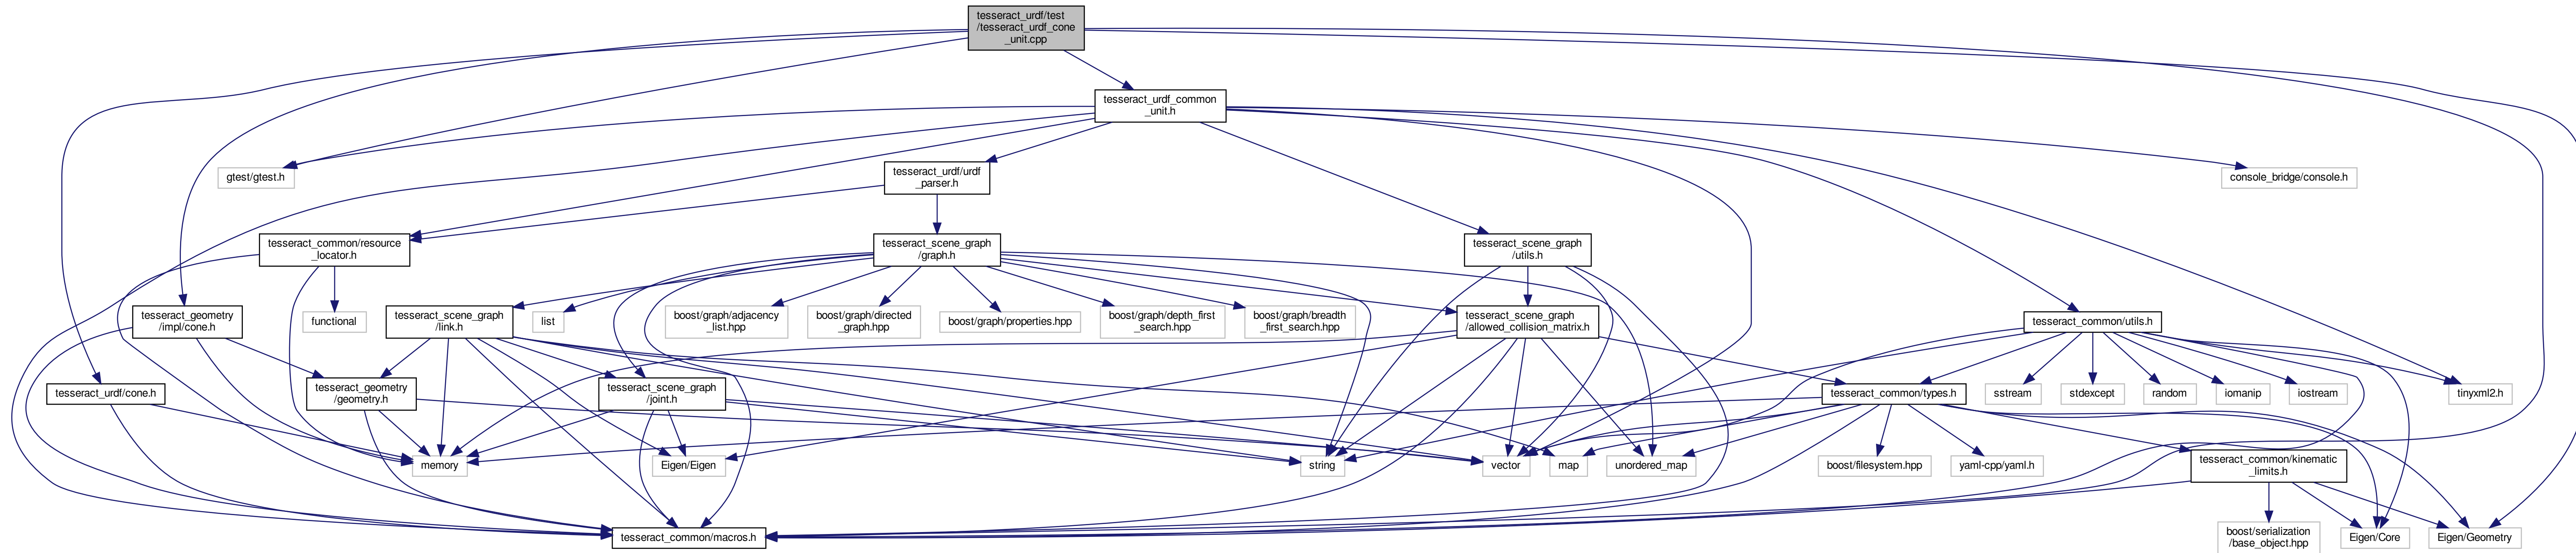 tesseract_urdf/test
/tesseract_urdf_cone
_unit.cpp
tesseract_urdf_common
_unit.h
gtest/gtest.h
tesseract_urdf/urdf
_parser.h
console_bridge/console.h
tesseract_common/resource
_locator.h
tesseract_scene_graph
/graph.h
tesseract_scene_graph
/utils.h
tesseract_geometry
/impl/cone.h
functional
tesseract_scene_graph
/link.h
list
boost/graph/adjacency
_list.hpp
boost/graph/directed
_graph.hpp
boost/graph/properties.hpp
boost/graph/depth_first
_search.hpp
boost/graph/breadth
_first_search.hpp
tesseract_scene_graph
/allowed_collision_matrix.h
tesseract_common/utils.h
tesseract_urdf/cone.h
tesseract_geometry
/geometry.h
tesseract_scene_graph
/joint.h
tesseract_common/types.h
sstream
stdexcept
random
iomanip
iostream
tinyxml2.h
memory
Eigen/Eigen
string
vector
map
unordered_map
boost/filesystem.hpp
yaml-cpp/yaml.h
tesseract_common/kinematic
_limits.h
tesseract_common/macros.h
boost/serialization
/base_object.hpp
Eigen/Core
Eigen/Geometry